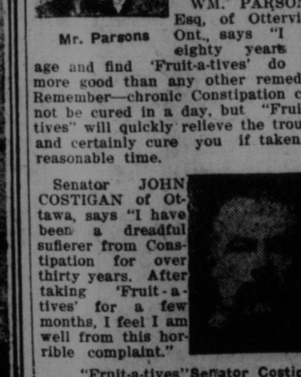 WM. PARSO
Esq, of Otterv
Ont., says "I
eighty years
Mr. Parsons
age and find 'Fruit-a-tives' do
more good than any other remed
Remember—chronic Constipation c
not be cured in a day, but "Frui
tives" will quickly relieve the trou
and certainly cure you if taken
reasonable time.
Senator JOHN
COSTIGAN of Ot-
tawa, says "I have
been a dreadful
sufferer from Cons-
tipation for over
thirty years. After
taking 'Fruit-a-
tives' for a few
months, I feel I am
well from this hor-
rible complaint."
"Fruit-a-tives" Senator Costig